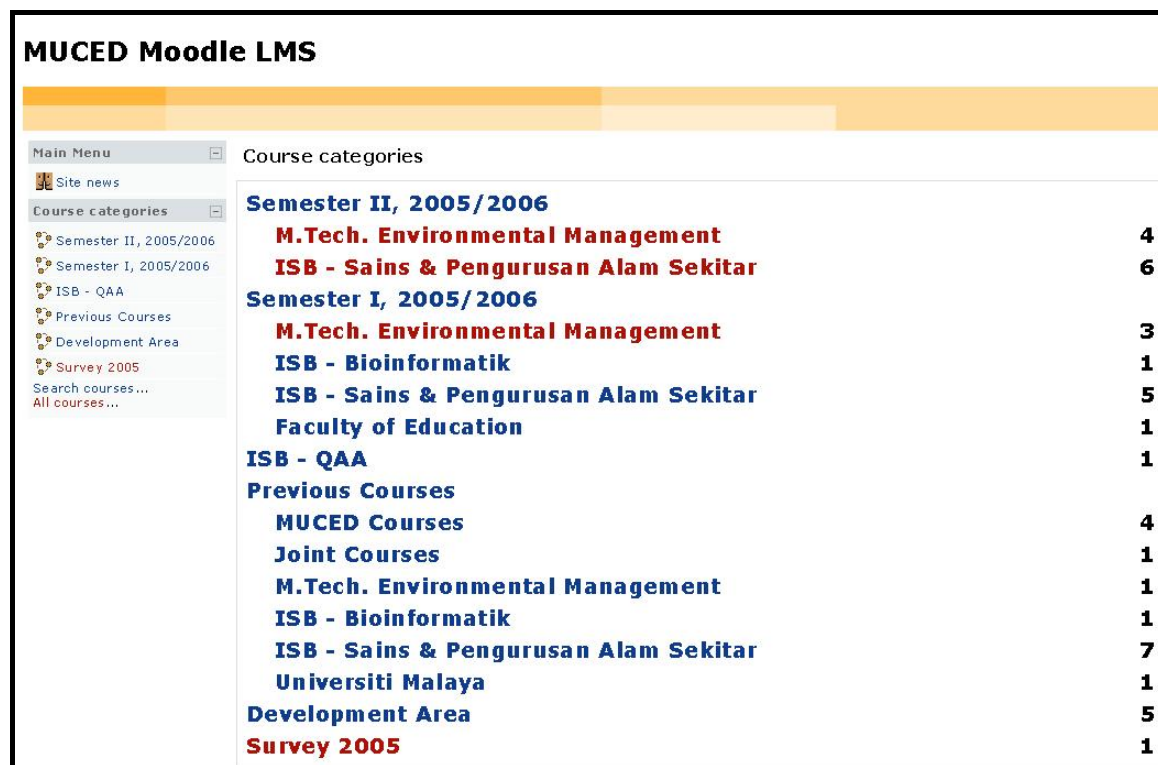 MUCED Moodle LMS
Main Menu
Site news
Course categories
Semester II, 2005/2006
Semester I, 2005/2006
ISB - QAA
Previous Courses
Development Area
Survey 2005
Search courses...
All courses...
Course categories
Semester II, 2005/2006
M.Tech. Environmental Management 4
ISB - Sains & Pengurusan Alam Sekitar 6
Semester I, 2005/2006
M.Tech. Environmental Management 3
ISB - Bioinformatik 1
ISB - Sains & Pengurusan Alam Sekitar 5
Faculty of Education 1
ISB - QAA 1
Previous Courses
MUCED Courses 4
Joint Courses 1
M.Tech. Environmental Management 1
ISB - Bioinformatik 1
ISB - Sains & Pengurusan Alam Sekitar 7
Universiti Malaya 1
Development Area 5
Survey 2005 1